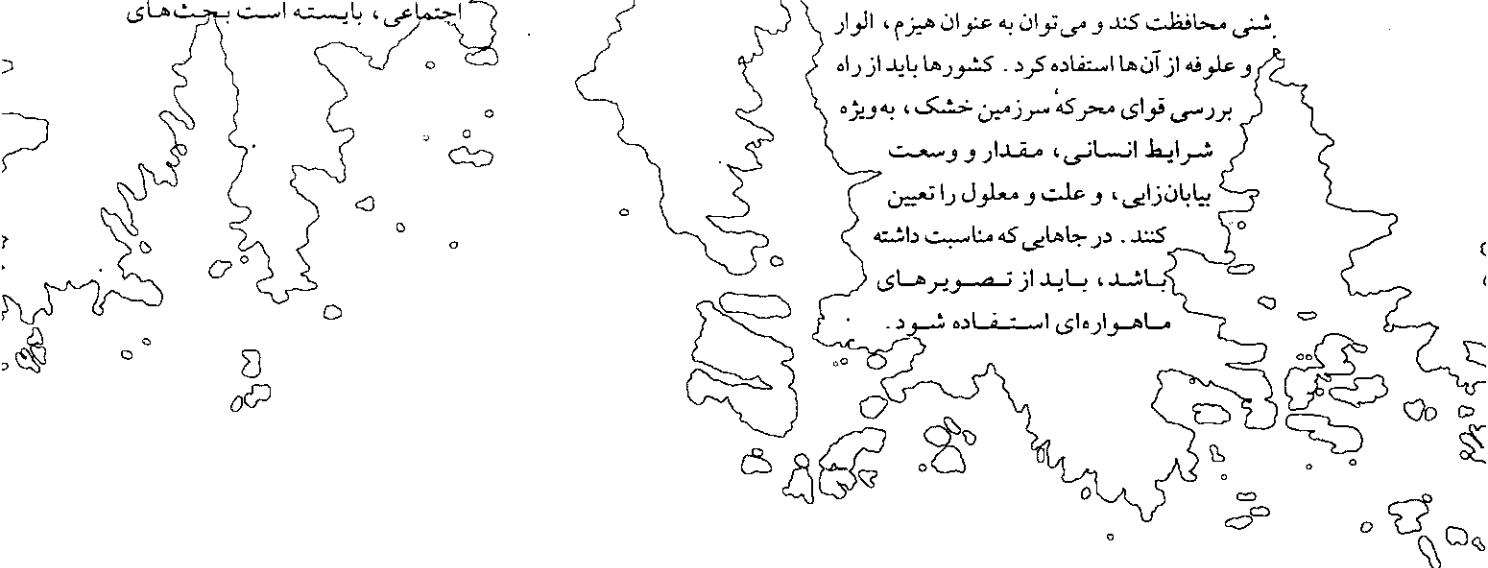 شنی محافظت کند و می‌توان به عنوان هیزم، الوار
و علوفه از آن‌ها استفاده کرد. کشورها باید از راه
بررسی قوای محرکهٔ سرزمین خشک، به‌ویژه
شرایط انسانی، مقدار و وسعت
بیابان‌زایی، و علت و معلول را تعیین
کنند. در جاهایی که مناسبت داشته
باشد، باید از تصویرهای
ماهواره‌ای استفاده شود.
اجتماعی، بایسته است بحث‌های